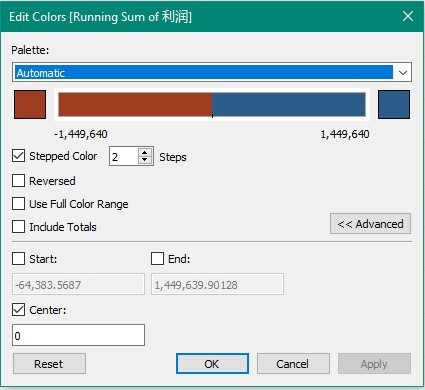 Edit Colors [Running Sum of 利润]
Palette:
Automatic
-1,449,640 1,449,640
Stepped Color 2 Steps
Reversed
Use Full Color Range
Include Totals
<< Advanced
Start: End:
-64,383.5687 1,449,639.90128
Center:
0
Reset OK Cancel Apply